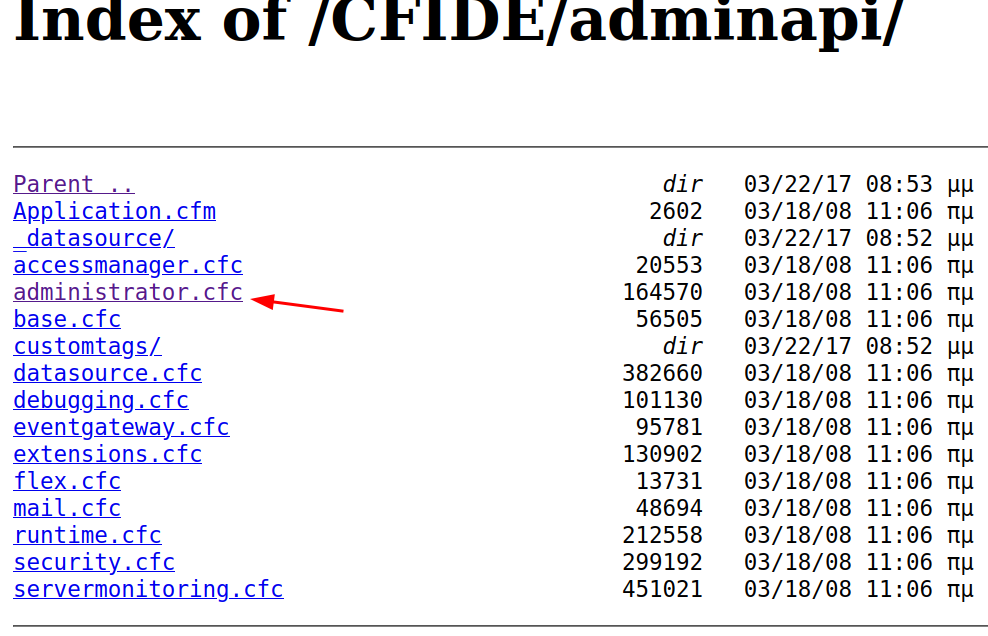 Index of /CFIDE/adminapi/
Parent .. dir 03/22/17 08:53 μμ
Application.cfm 2602 03/18/08 11:06 πμ
_datasource/ dir 03/22/17 08:52 μμ
accessmanager.cfc 20553 03/18/08 11:06 πμ
administrator.cfc 164570 03/18/08 11:06 πμ
base.cfc 56505 03/18/08 11:06 πμ
customtags/ dir 03/22/17 08:52 μμ
datasource.cfc 382660 03/18/08 11:06 πμ
debugging.cfc 101130 03/18/08 11:06 πμ
eventgateway.cfc 95781 03/18/08 11:06 πμ
extensions.cfc 130902 03/18/08 11:06 πμ
flex.cfc 13731 03/18/08 11:06 πμ
mail.cfc 48694 03/18/08 11:06 πμ
runtime.cfc 212558 03/18/08 11:06 πμ
security.cfc 299192 03/18/08 11:06 πμ
servermonitoring.cfc 451021 03/18/08 11:06 πμ